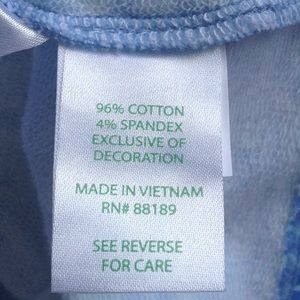 96% COTTON
4% SPANDEX
EXCLUSIVE OF
DECORATION
MADE IN VIETNAM
RN# 88189
SEE REVERSE
FOR CARE